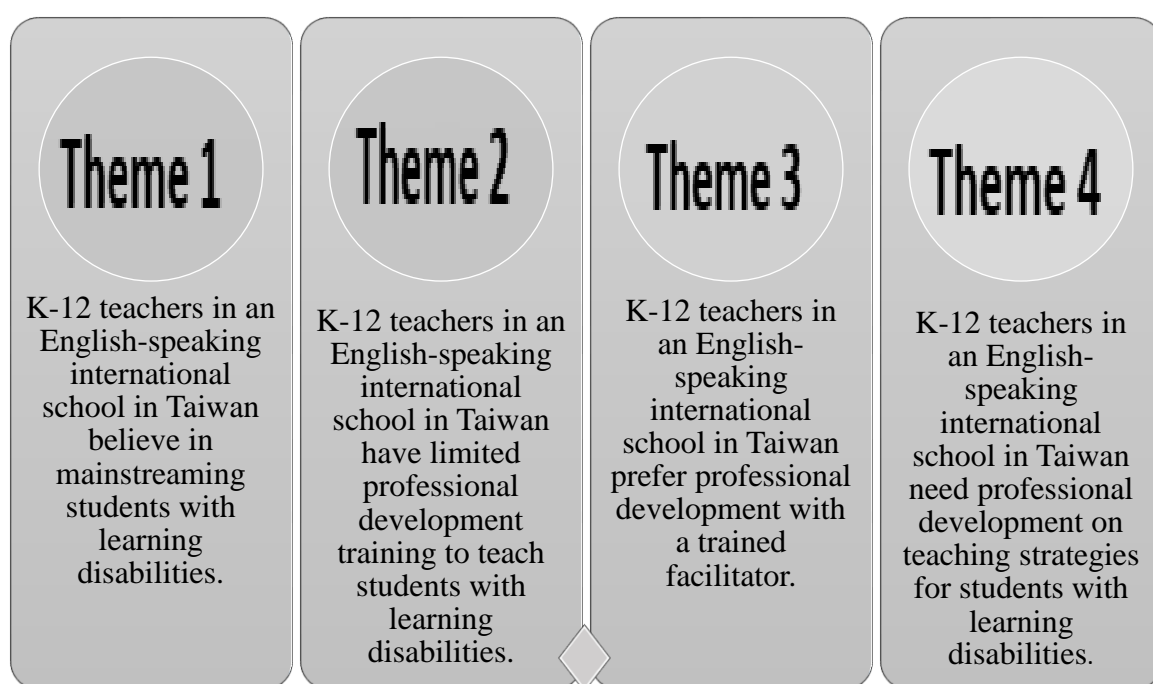 Theme 1
K-12 teachers in an
English-speaking
international
school in Taiwan
believe in
mainstreaming
students with
learning
disabilities.
Theme 2
K-12 teachers in an
English-speaking
international
school in Taiwan
have limited
professional
development
training to teach
students with
learning
disabilities.
Theme 3
K-12 teachers in
an English-
speaking
international
school in Taiwan
prefer professional
development with
a trained
facilitator.
Theme 4
K-12 teachers in
an English-
speaking
international
school in Taiwan
need professional
development on
teaching strategies
for students with
learning
disabilities.